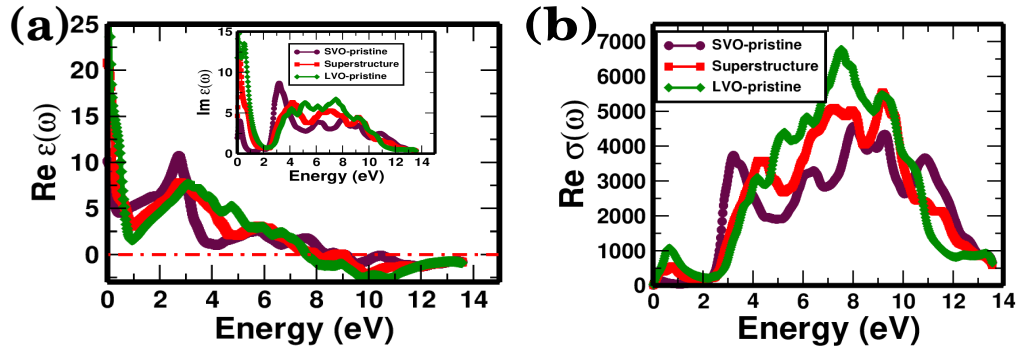 (a)
25
20
15
10
5
0
Re ε(ω)
0 2 4 6 8 10 12 14
Energy (eV)
15
10
5
0
Im ε(ω)
SVO-pristine
Superstructure
LVO-pristine
0 2 4 6 8 10 12 14
Energy (eV)
(b)
7000
6000
5000
4000
3000
2000
1000
0
Re σ(ω)
SVO-pristine
Superstructure
LVO-pristine
0 2 4 6 8 10 12 14
Energy (eV)